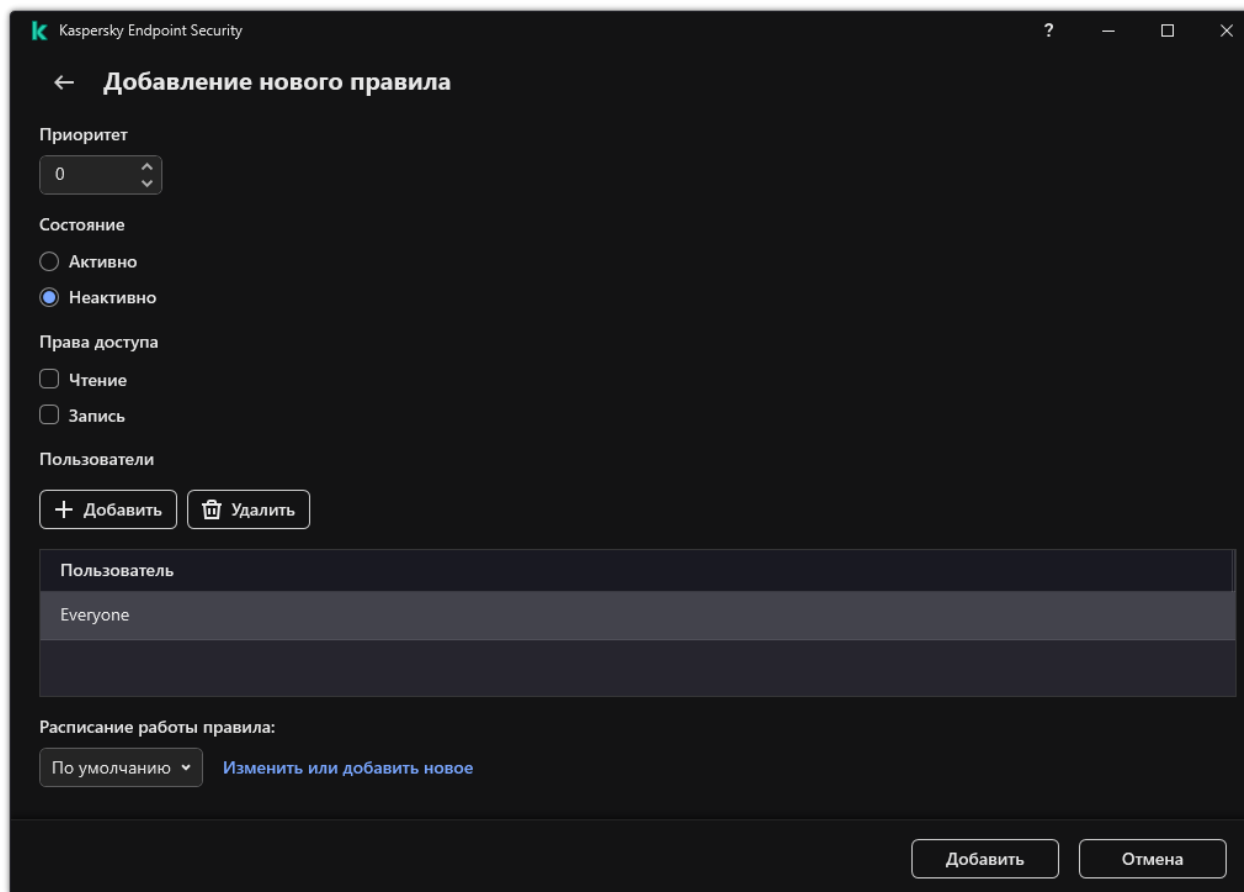 Kaspersky Endpoint Security ?
Добавление нового правила
Приоритет
0
Состояние
Активно
Неактивно
Права доступа
Чтение
Запись
Пользователи
Добавить Удалить
Пользователь
Everyone
Расписание работы правила:
По умолчанию Изменить или добавить новое
Добавить Отмена